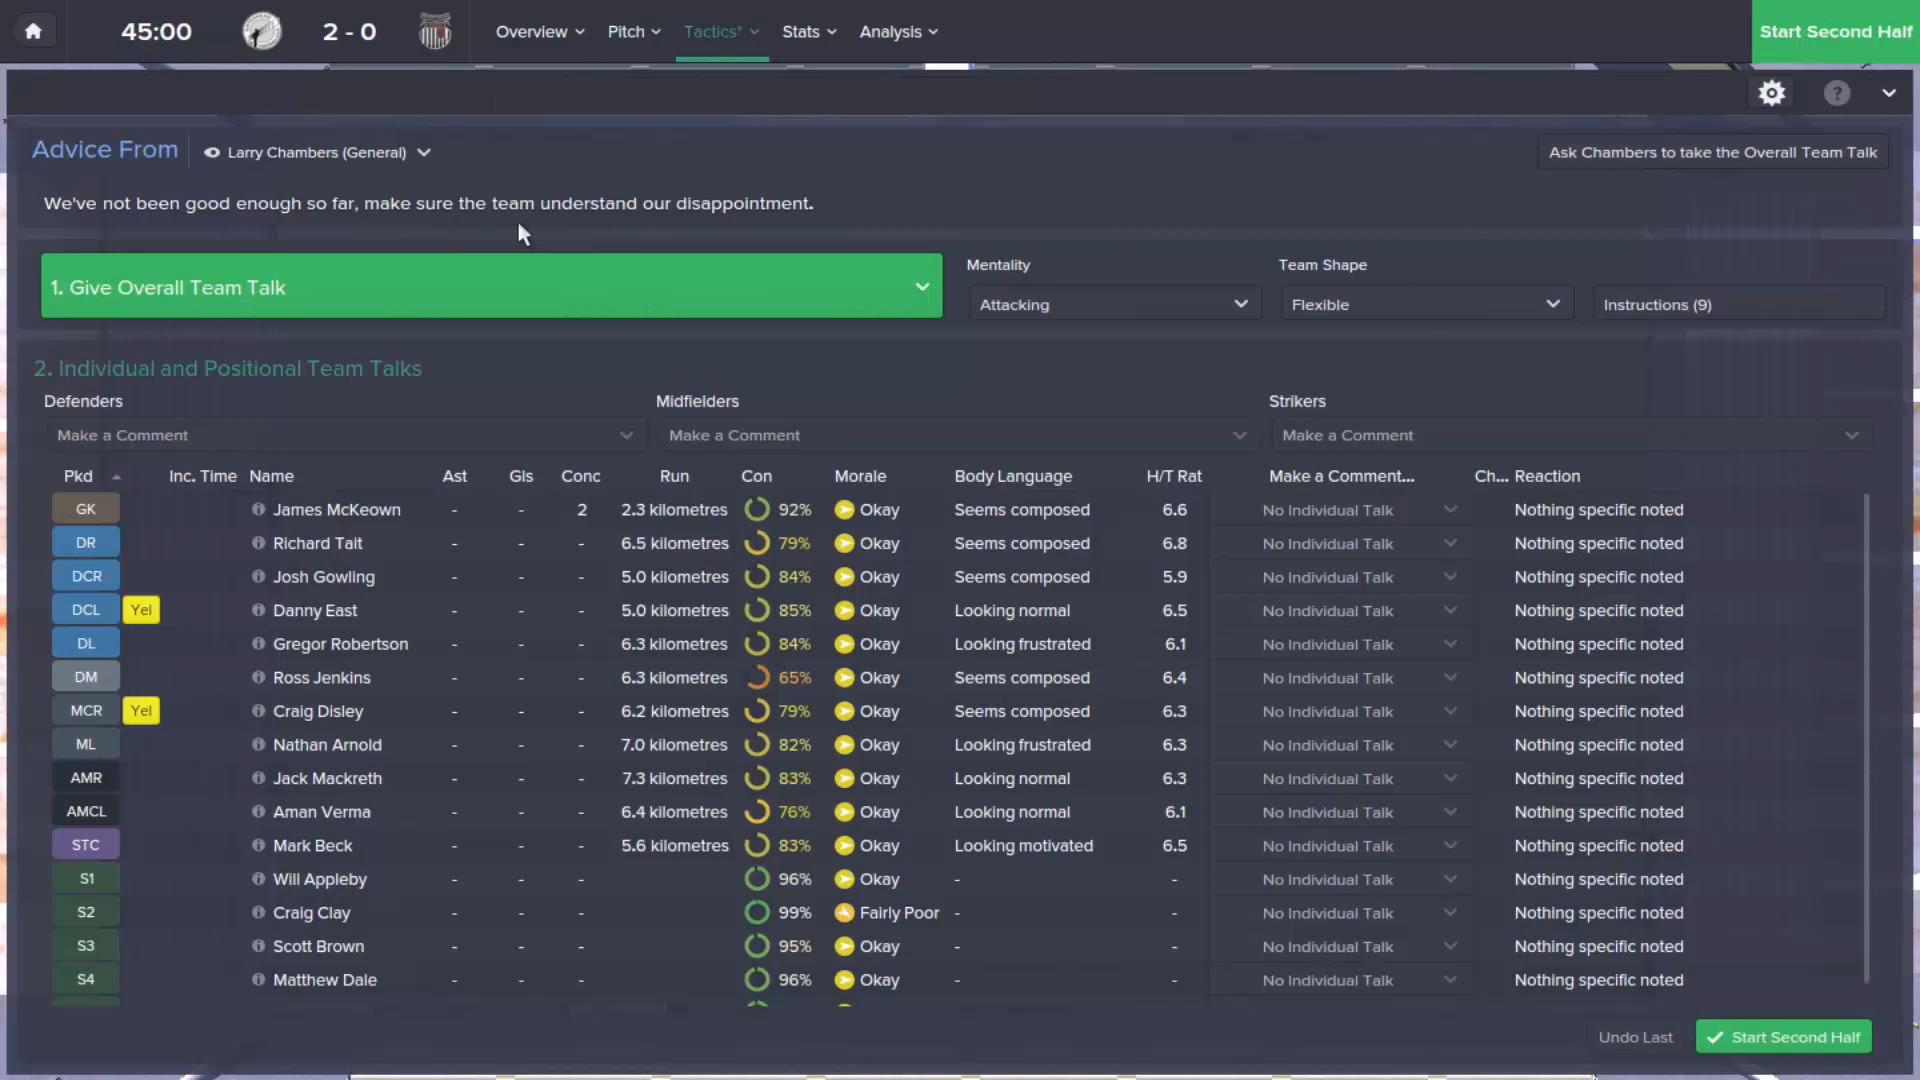 45:00 2 - 0 Overview Pitch Tactics* Stats Analysis Start Second Half
?
Advice From Larry Chambers (General) Ask Chambers to take the Overall Team Talk
We've not been good enough so far, make sure the team understand our disappointment.
Mentality Team Shape
1. Give Overall Team Talk Attacking Flexible Instructions (9)
2. Individual and Positional Team Talks
Defenders Midfielders Strikers
Make a Comment Make a Comment Make a Comment
Pkd Inc. Time Name Ast Gls Conc Run Con Morale Body Language H/T Rat Make a Comment... Ch... Reaction
GK James McKeown - - 2 2.3 kilometres 92% Okay Seems composed 6.6 No Individual Talk Nothing specific noted
DR Richard Tait - - - 6.5 kilometres 79% Okay Seems composed 6.8 No Individual Talk Nothing specific noted
DCR Josh Gowling - - - 5.0 kilometres 84% Okay Seems composed 5.9 No Individual Talk Nothing specific noted
DCL Yel Danny East - - - 5.0 kilometres 85% Okay Looking normal 6.5 No Individual Talk Nothing specific noted
DL Gregor Robertson - - - 6.3 kilometres 84% Okay Looking frustrated 6.1 No Individual Talk Nothing specific noted
DM Ross Jenkins - - - 6.3 kilometres 65% Okay Seems composed 6.4 No Individual Talk Nothing specific noted
MCR Yel Craig Disley - - - 6.2 kilometres 79% Okay Seems composed 6.3 No Individual Talk Nothing specific noted
ML Nathan Arnold - - - 7.0 kilometres 82% Okay Looking frustrated 6.3 No Individual Talk Nothing specific noted
AMR Jack Mackreth - - - 7.3 kilometres 83% Okay Looking normal 6.3 No Individual Talk Nothing specific noted
AMCL Aman Verma - - - 6.4 kilometres 76% Okay Looking normal 6.1 No Individual Talk Nothing specific noted
STC Mark Beck - - - 5.6 kilometres 83% Okay Looking motivated 6.5 No Individual Talk Nothing specific noted
S1 Will Appleby - - - 96% Okay - - No Individual Talk Nothing specific noted
S2 Craig Clay - - - 99% Fairly Poor - - No Individual Talk Nothing specific noted
S3 Scott Brown - - - 95% Okay - - No Individual Talk Nothing specific noted
S4 Matthew Dale - - - 96% Okay - - No Individual Talk Nothing specific noted
Undo Last Start Second Half